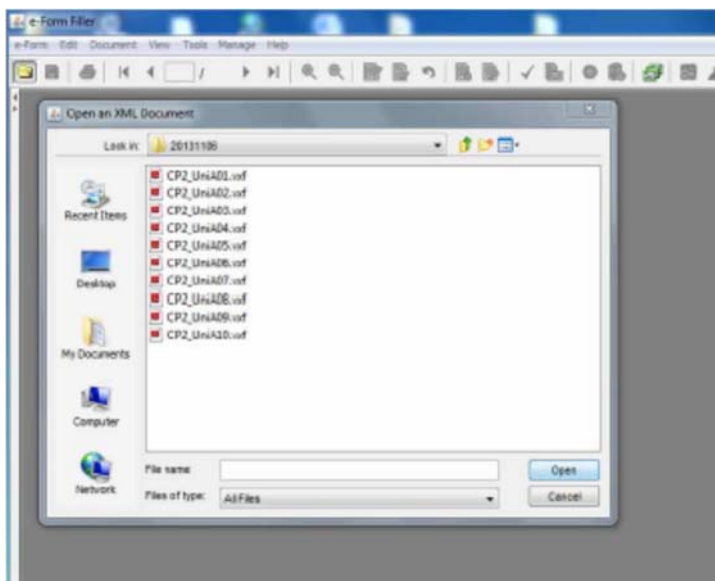 e-Form Filler
e-Form Edit Document View Tools Manage Help
/
Open an XML Document
Look in: 20131106
CP2_UniA01.xsf
CP2_UniA02.xsf
CP2_UniA03.xsf
CP2_UniA04.xsf
CP2_UniA05.xsf
CP2_UniA06.xsf
CP2_UniA07.xsf
CP2_UniA08.xsf
CP2_UniA09.xsf
CP2_UniA10.xsf
Recent Items
Desktop
My Documents
Computer
Network
File name
Open
Files of type: All Files
Cancel